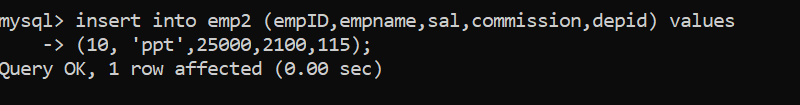 mysql> insert into emp2 (empID,empname,sal,commission,depid) values
    -> (10, 'ppt',25000,2100,115);
Query OK, 1 row affected (0.00 sec)